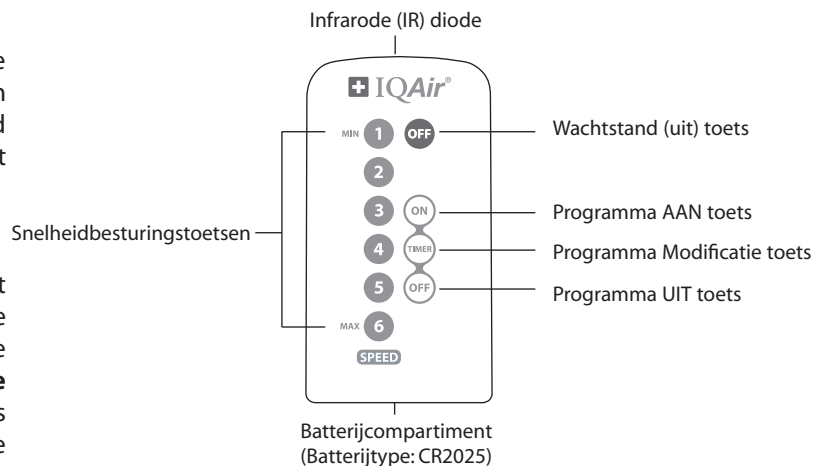 Infrarode (IR) diode
IQAir®
MIN 1 OFF
Wachtstand (uit) toets
2
3 ON
Programma AAN toets
Snelheidbesturingstoetsen
4 TIMER
Programma Modificatie toets
5 OFF
Programma UIT toets
MAX 6
SPEED
Batterijcompartiment
(Batterijtype: CR2025)